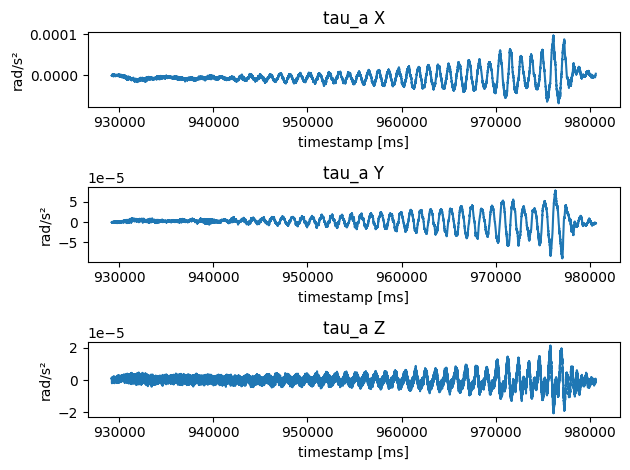 tau_a X
0.0001
0.0000
rad/s²
930000 940000 950000 960000 970000 980000
timestamp [ms]
tau_a Y
1e−5
5
0
−5
rad/s²
930000 940000 950000 960000 970000 980000
timestamp [ms]
tau_a Z
1e−5
2
0
−2
rad/s²
930000 940000 950000 960000 970000 980000
timestamp [ms]